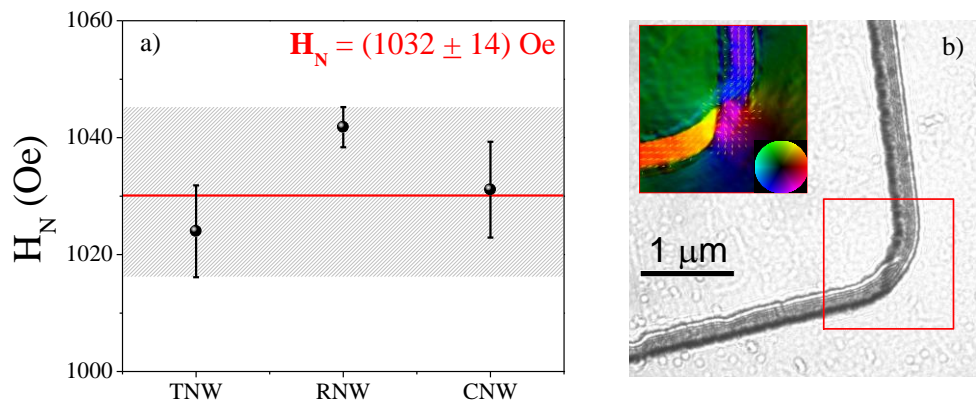 1060
a)
H_N = (1032 ± 14) Oe
1040
1020
1000
H_N (Oe)
TNW
RNW
CNW
b)
1 μm